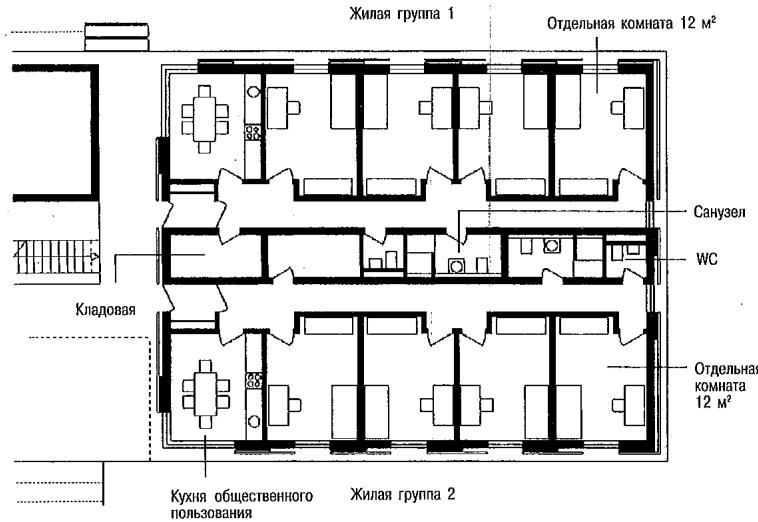 Жилая группа 1
Отдельная комната 12 м²
Санузел
WC
Кладовая
Отдельная
комната
12 м²
Кухня общественного
пользования
Жилая группа 2